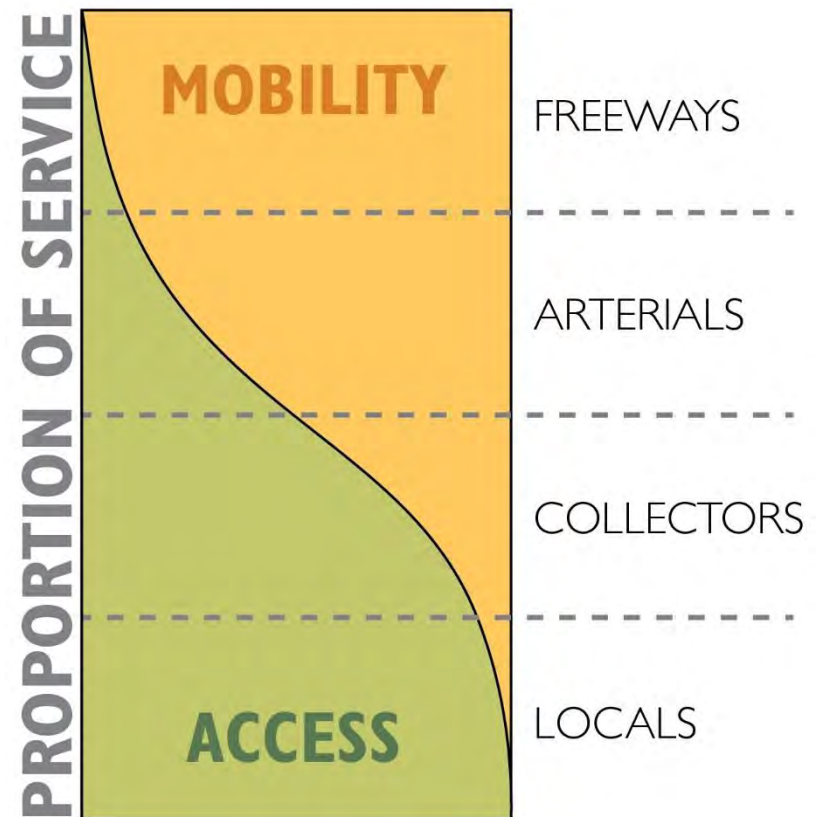 PROPORTION OF SERVICE
MOBILITY
FREEWAYS
ARTERIALS
COLLECTORS
ACCESS
LOCALS